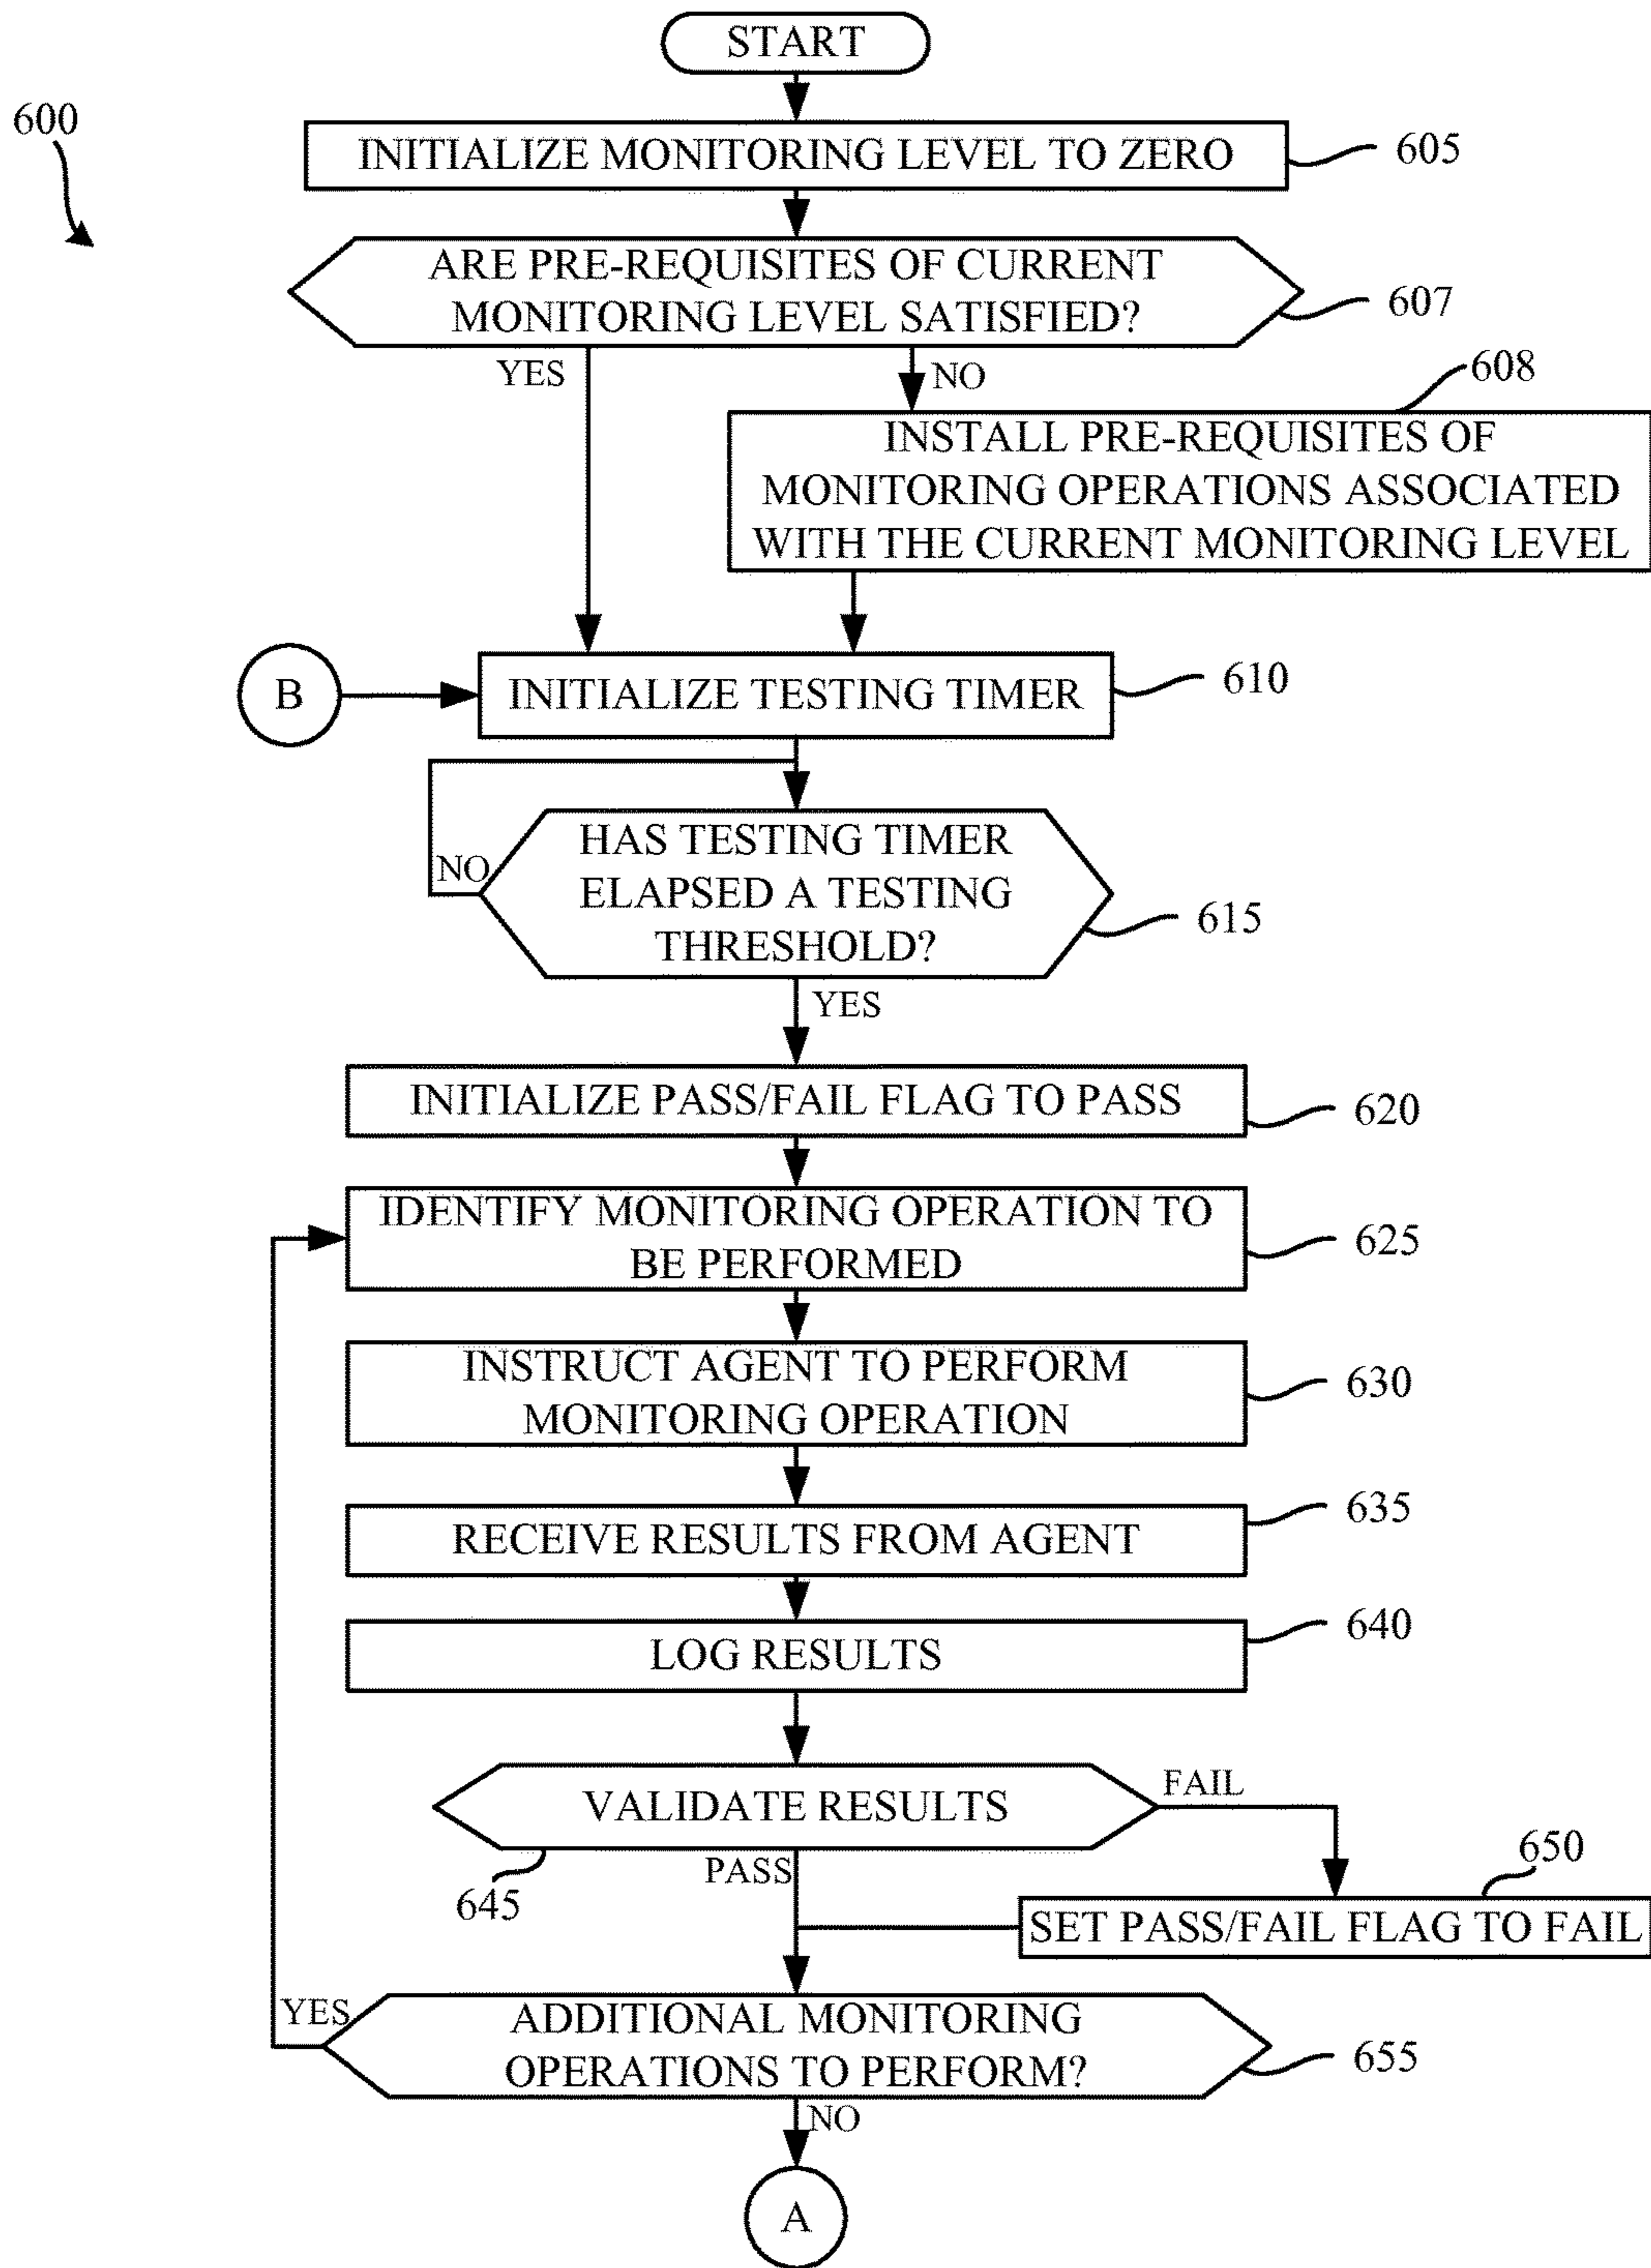 START
600
INITIALIZE MONITORING LEVEL TO ZERO
605
ARE PRE-REQUISITES OF CURRENT
MONITORING LEVEL SATISFIED?
607
YES
NO
608
INSTALL PRE-REQUISITES OF
MONITORING OPERATIONS ASSOCIATED
WITH THE CURRENT MONITORING LEVEL
B
INITIALIZE TESTING TIMER
610
HAS TESTING TIMER
ELAPSED A TESTING
THRESHOLD?
NO
615
YES
INITIALIZE PASS/FAIL FLAG TO PASS
620
IDENTIFY MONITORING OPERATION TO
BE PERFORMED
625
INSTRUCT AGENT TO PERFORM
MONITORING OPERATION
630
RECEIVE RESULTS FROM AGENT
635
LOG RESULTS
640
VALIDATE RESULTS
FAIL
645
PASS
650
SET PASS/FAIL FLAG TO FAIL
YES
ADDITIONAL MONITORING
OPERATIONS TO PERFORM?
655
NO
A